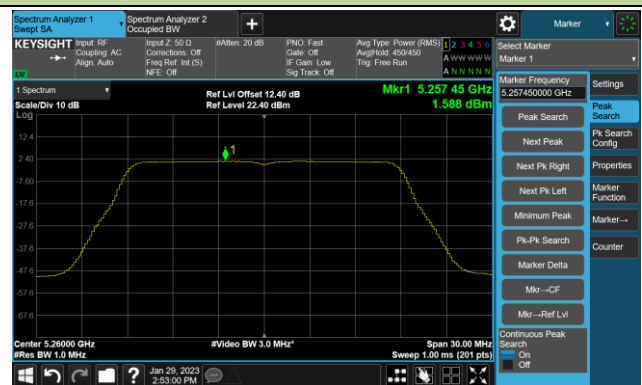 Spectrum Analyzer 1
Swept SA
Spectrum Analyzer 2
Occupied BW
+
Marker
KEYSIGHT
Input: RF
Coupling: AC
Align: Auto
Input Z: 50 Ω
Corrections: Off
Freq Ref: Int (S)
NFE: Off
#Atten: 20 dB
PNO: Fast
Gate: Off
IF Gain: Low
Sig Track: Off
Avg Type: Power (RMS)
Avg|Hold: 450/450
Trig: Free Run
1 2 3 4 5 6
A W W W W W
A N N N N N
LW
Select Marker
Marker 1
1 Spectrum
Scale/Div 10 dB
Log
Ref Lvl Offset 12.40 dB
Ref Level 22.40 dBm
Mkr1 5.257 45 GHz
1.588 dBm
1
12.4
2.40
-7.60
-17.6
-27.6
-37.6
-47.6
-57.6
-67.6
Center 5.26000 GHz
#Res BW 1.0 MHz
#Video BW 3.0 MHz*
Span 30.00 MHz
Sweep 1.00 ms (201 pts)
Marker Frequency
5.257450000 GHz
Peak Search
Next Peak
Next Pk Right
Next Pk Left
Minimum Peak
Pk-Pk Search
Marker Delta
Mkr→CF
Mkr→Ref Lvl
Continuous Peak
Search
On
Off
Settings
Peak
Search
Pk Search
Config
Properties
Marker
Function
Marker→
Counter
?
Jan 29, 2023
2:53:00 PM